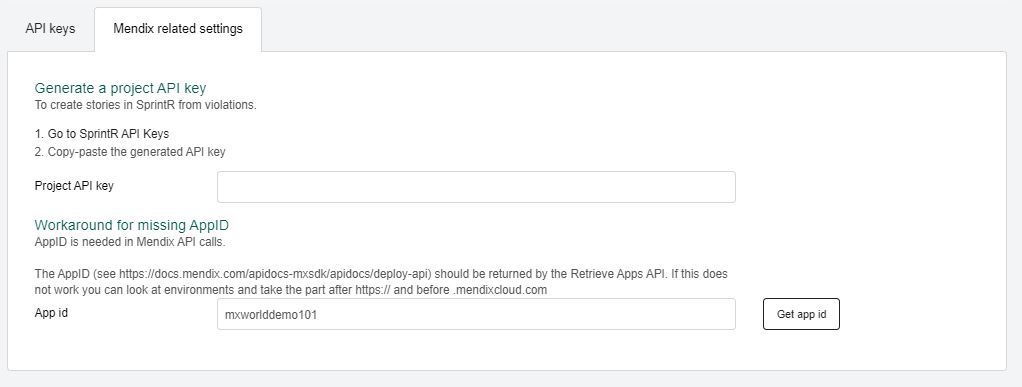 API keys
Mendix related settings
Generate a project API key
To create stories in SprintR from violations.
1. Go to SprintR API Keys
2. Copy-paste the generated API key
Project API key
Workaround for missing AppID
AppID is needed in Mendix API calls.
The AppID (see https://docs.mendix.com/apidocs-mxsdk/apidocs/deploy-api) should be returned by the Retrieve Apps API. If this does
not work you can look at environments and take the part after https:// and before .mendixcloud.com
App id
mxworlddemo101
Get app id